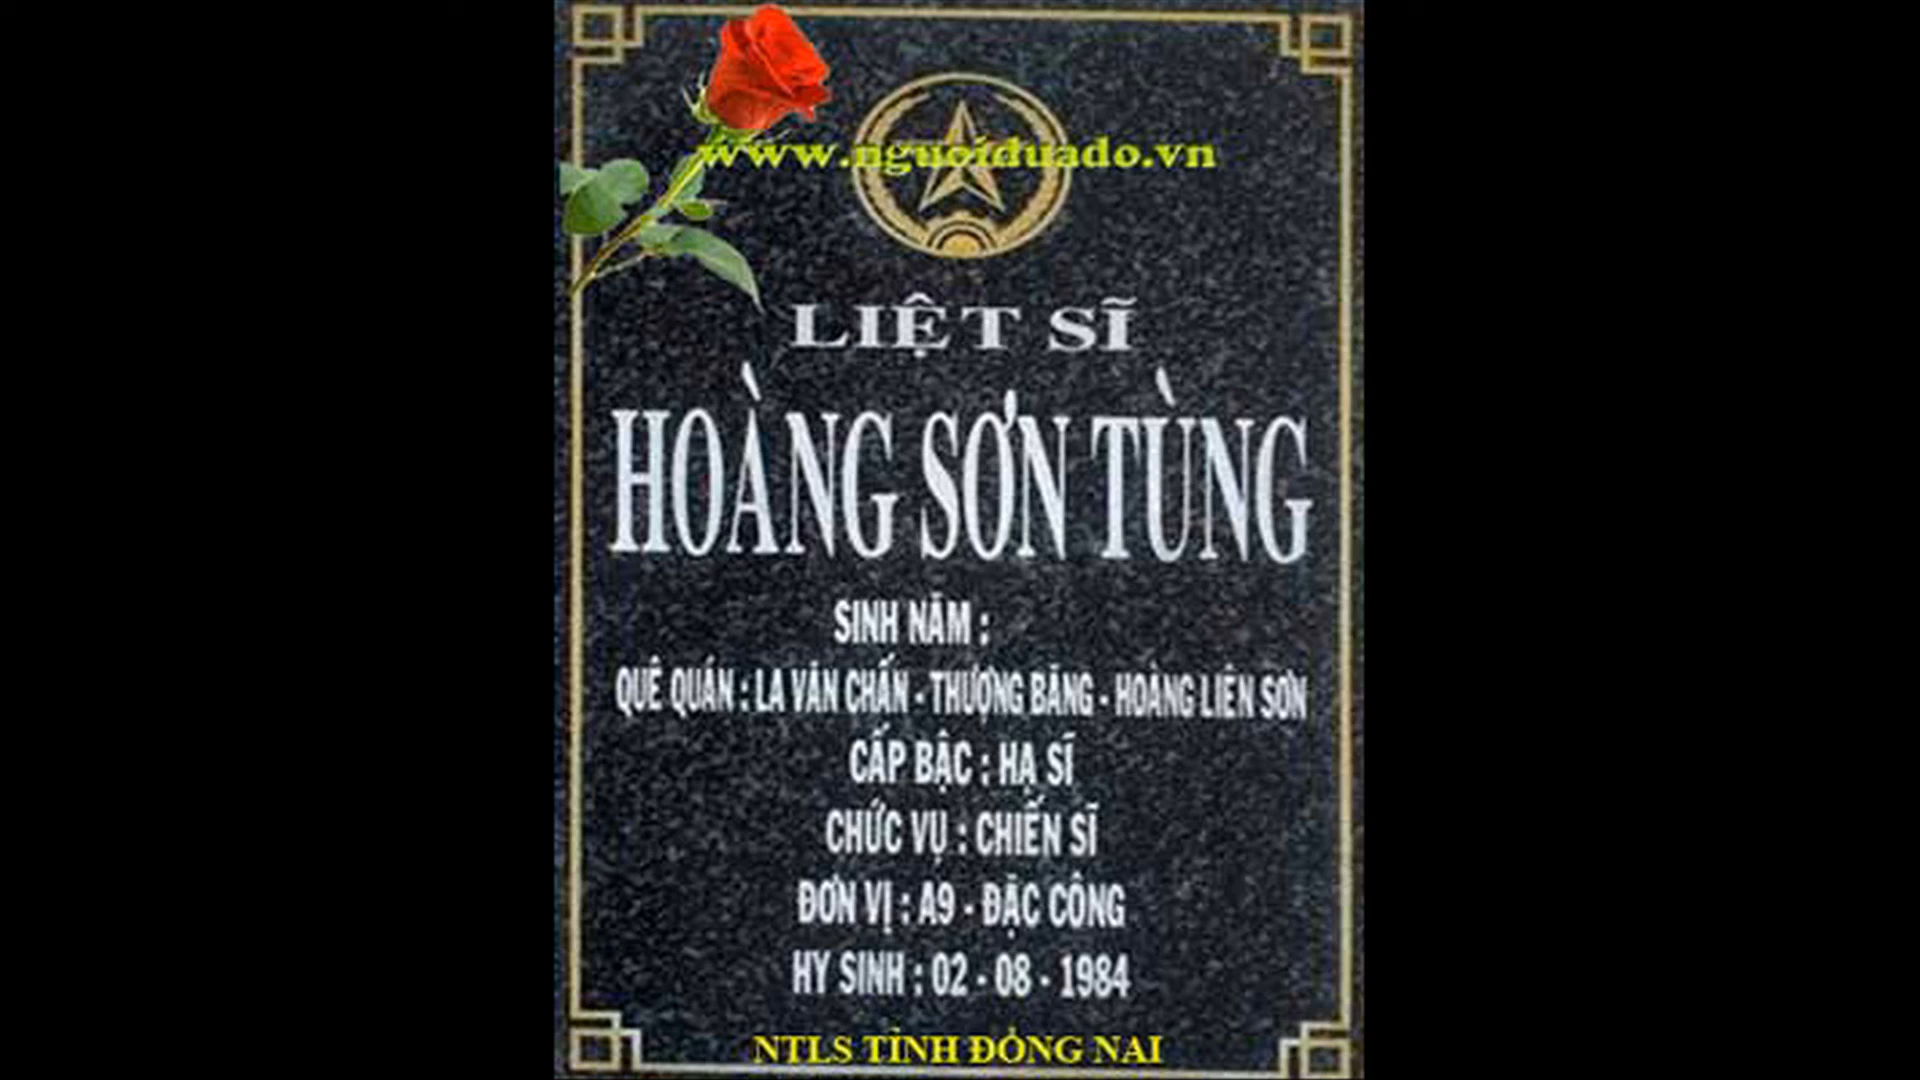 www.nguoiduado.vn
LIỆT SĨ
HOÀNG SƠN TÙNG
SINH NĂM :
QUÊ QUÁN : LA VĂN CHẤN - THƯỢNG BẰNG - HOÀNG LIÊN SƠN
CẤP BẬC : HẠ SĨ
CHỨC VỤ : CHIẾN SĨ
ĐƠN VỊ : A9 - ĐẶC CÔNG
HY SINH : 02 - 08 - 1984
NTLS TỈNH ĐỒNG NAI